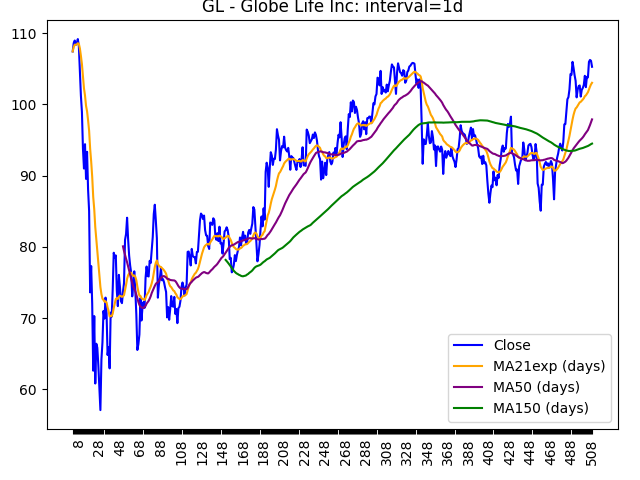 GL - Globe Life Inc: interval=1d
110
100
90
80
70
60
Close
MA21exp (days)
MA50 (days)
MA150 (days)
8 28 48 68 88 108 128 148 168 188 208 228 248 268 288 308 328 348 368 388 408 428 448 468 488 508